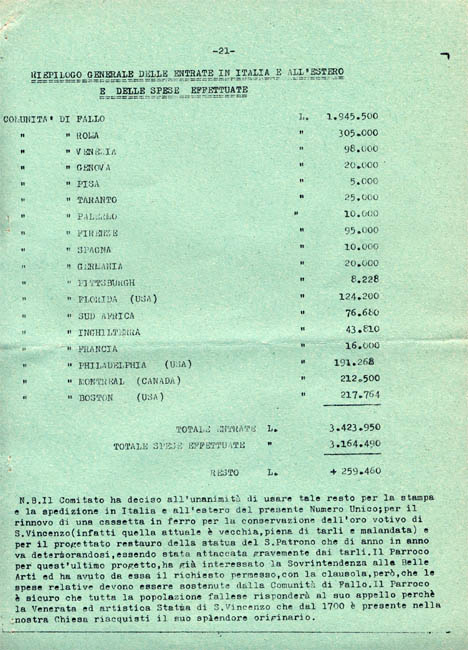 -21-
RIEPILOGO GENERALE DELLE ENTRATE IN ITALIA E ALL'ESTERO
E DELLE SPESE EFFETTUATE
COMUNITA' DI FALLO L. 1.945.500
" " ROMA " 305.000
" " VENEZIA " 98.000
" " GENOVA " 20.000
" " PISA " 5.000
" " TARANTO " 25.000
" " PALERMO " 10.000
" " FIRENZE " 95.000
" " SPAGNA " 10.000
" " GERMANIA " 20.000
" " PITTSBURGH " 8.228
" " FLORIDA (USA) " 124.200
" " SUD AFRICA " 76.680
" " INGHILTERRA " 43.810
" " FRANCIA " 16.000
" " PHILADELPHIA (USA) " 191.268
" " MONTREAL (CANADA) " 212.500
" " BOSTON (USA) " 217.764
TOTALE ENTRATE L. 3.423.950
TOTALE SPESE EFFETTUATE " 3.164.490
RESTO L. + 259.460
N.B.Il Comitato ha deciso all'unanimità di usare tale resto per la stampa
e la spedizione in Italia e all'estero del presente Numero Unico;per il
rinnovo di una cassetta in ferro per la conservazione dell'oro votivo di
S.Vincenzo(infatti quella attuale è vecchia,piena di tarli e malandata) e
per il progettato restauro della statua del S.Patrono che di anno in anno
va deteriorandosi,essendo stata attaccata gravemente dai tarli.Il Parroco
per quest'ultimo progetto,ha già interessato la Sovrintendenza alla Belle
Arti ed ha avuto da essa il richiesto permesso,con la clausola,però,che le
spese relative devono essere sostenute dalla Comunità di Fallo.Il Parroco
è sicuro che tutta la popolazione fallese risponderà al suo appello perchè
la Venerata ed artistica Statua di S.Vincenzo che dal 1700 è presente nella
nostra Chiesa riacquisti il suo splendore originario.